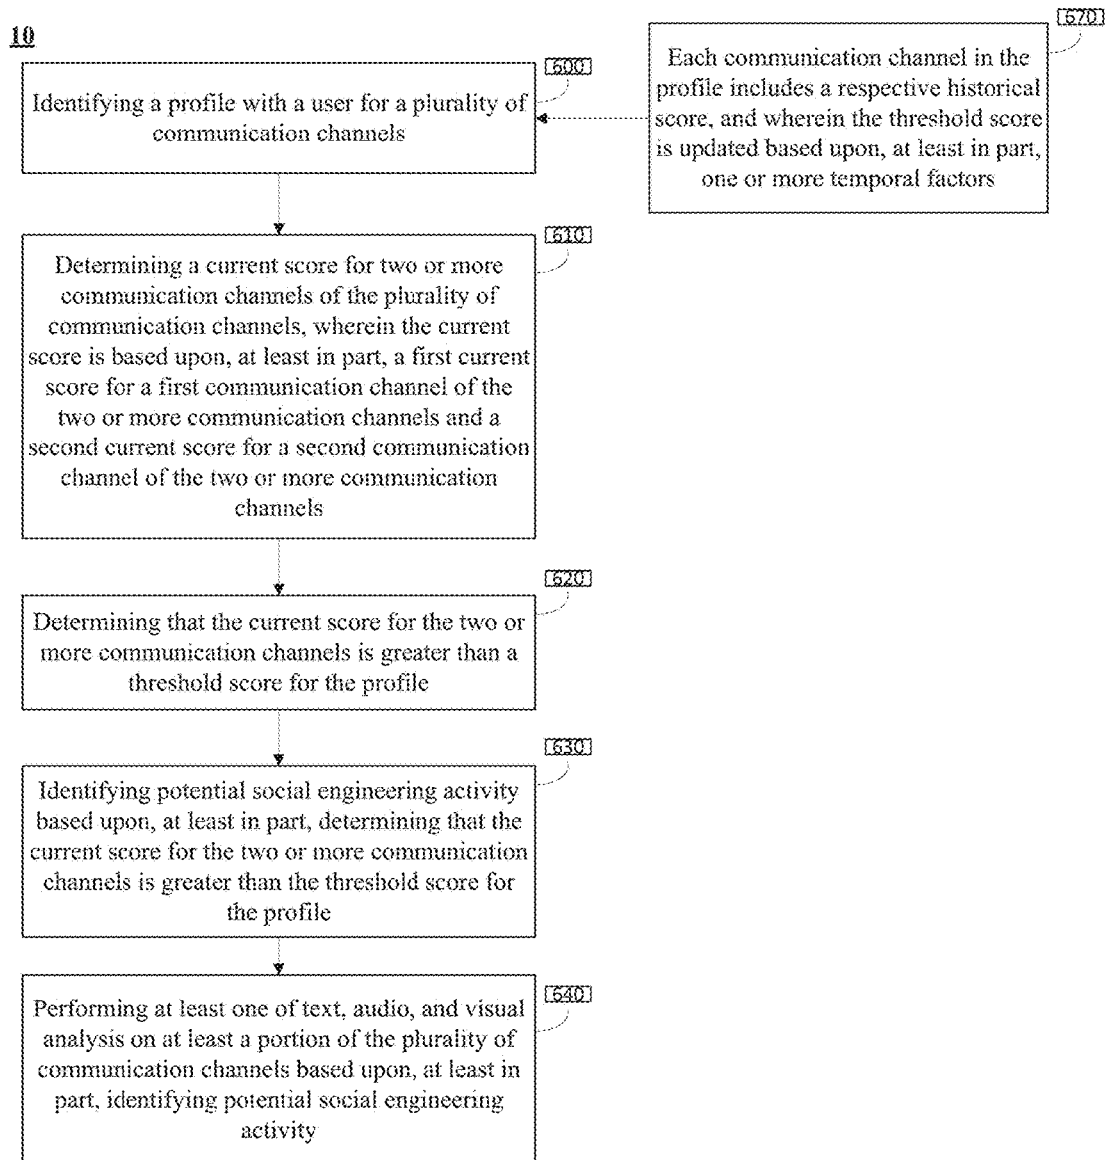 10
600
Identifying a profile with a user for a plurality of
communication channels
670
Each communication channel in the
profile includes a respective historical
score, and wherein the threshold score
is updated based upon, at least in part,
one or more temporal factors
610
Determining a current score for two or more
communication channels of the plurality of
communication channels, wherein the current
score is based upon, at least in part, a first current
score for a first communication channel of the
two or more communication channels and a
second current score for a second communication
channel of the two or more communication
channels
620
Determining that the current score for the two or
more communication channels is greater than a
threshold score for the profile
630
Identifying potential social engineering activity
based upon, at least in part, determining that the
current score for the two or more communication
channels is greater than the threshold score for
the profile
640
Performing at least one of text, audio, and visual
analysis on at least a portion of the plurality of
communication channels based upon, at least in
part, identifying potential social engineering
activity